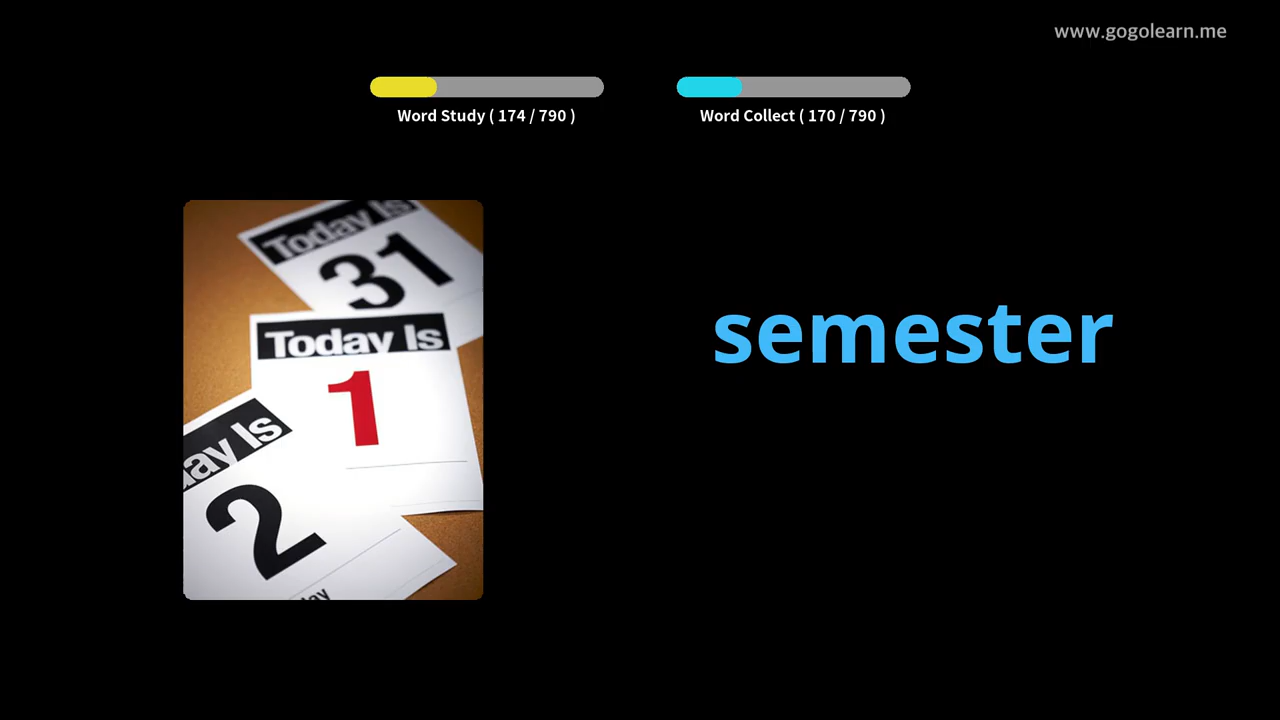 www.gogolearn.me
Word Study ( 174 / 790 )
Word Collect ( 170 / 790 )
Today Is
31
Today Is
1
ay Is
2
semester